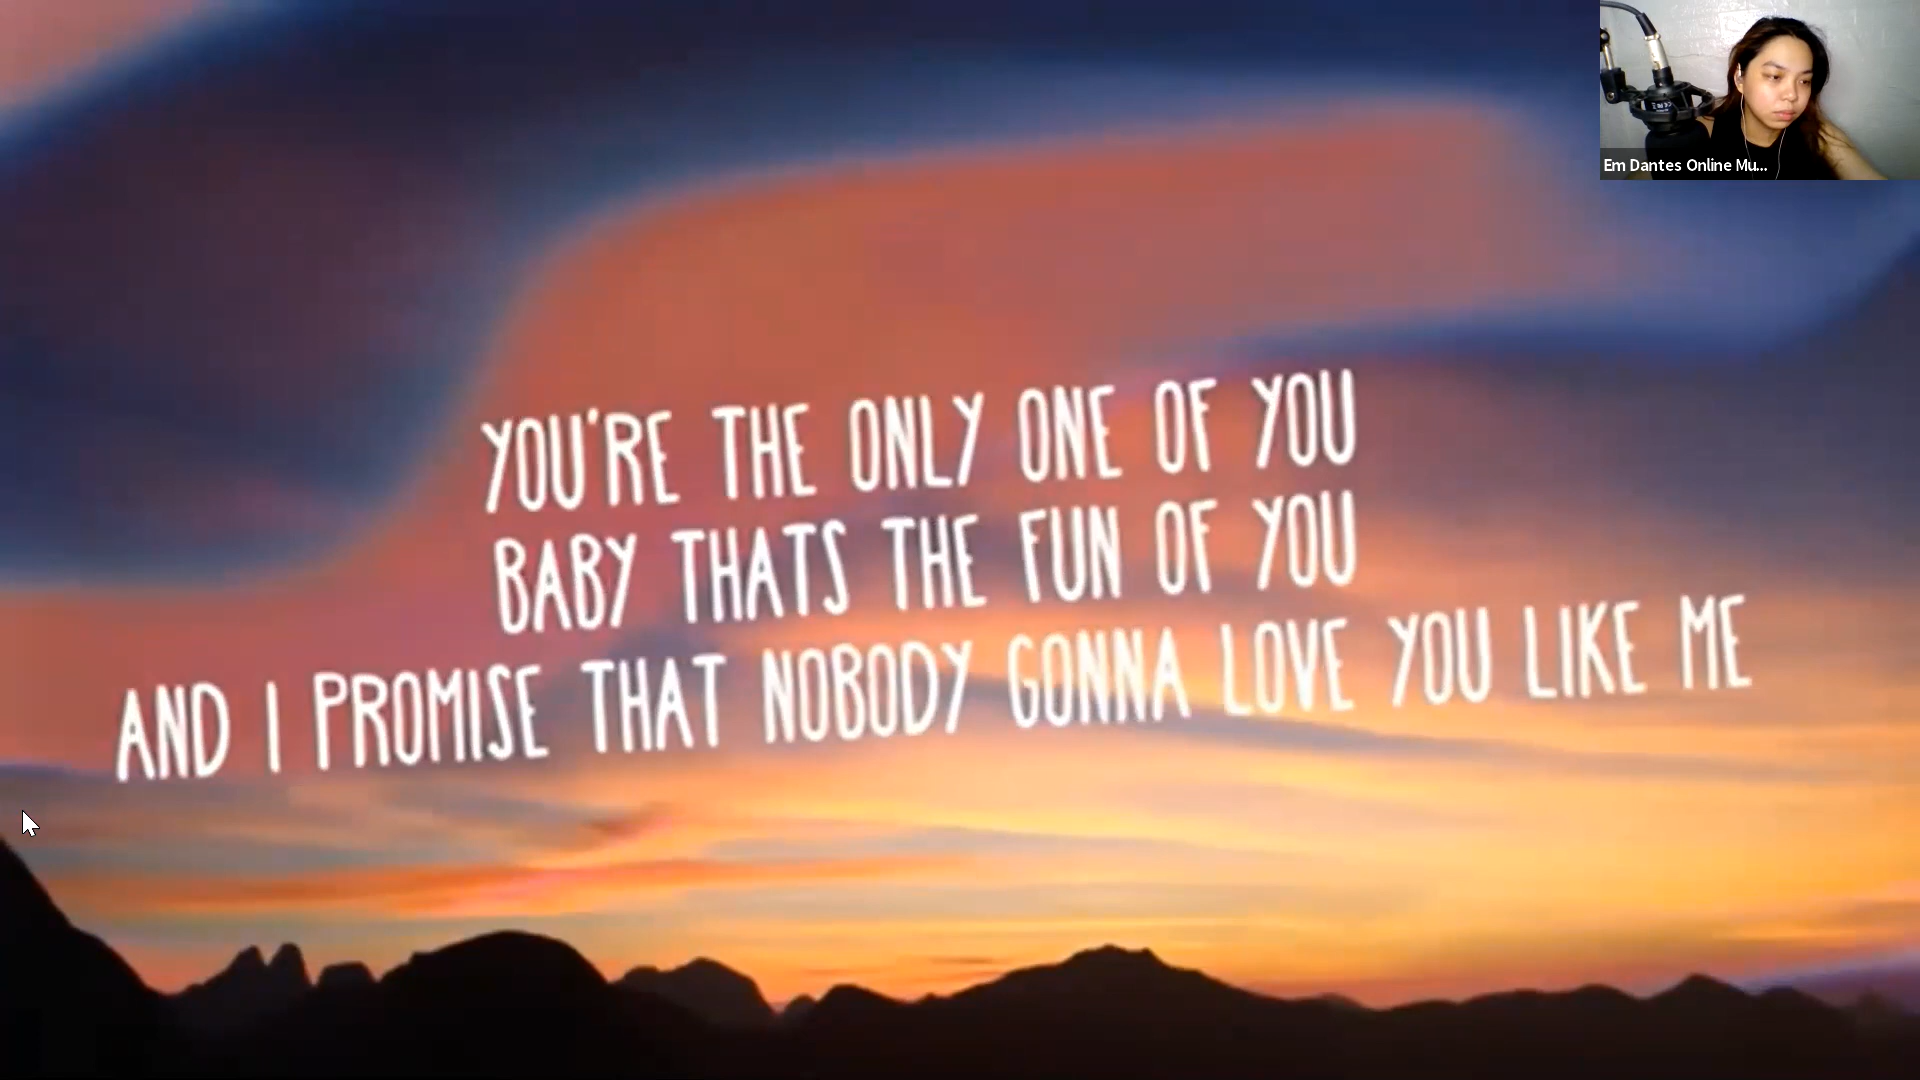 Em Dantes Online Mu...
YOU'RE THE ONLY ONE OF YOU
BABY THATS THE FUN OF YOU
AND I PROMISE THAT NOBODY GONNA LOVE YOU LIKE ME